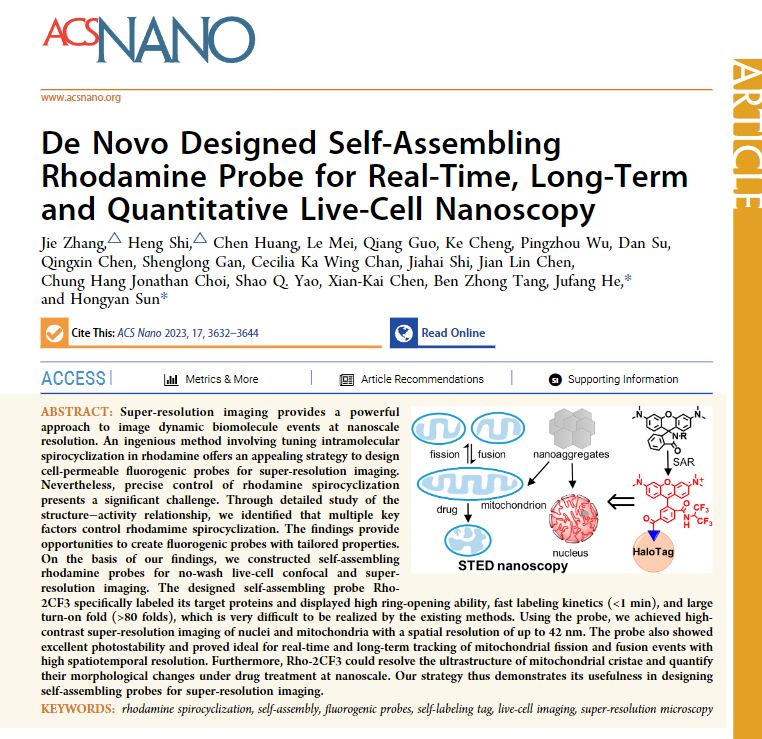 ACS NANO
www.acsnano.org
ARTICLE
De Novo Designed Self-Assembling
Rhodamine Probe for Real-Time, Long-Term
and Quantitative Live-Cell Nanoscopy
Jie Zhang,△ Heng Shi,△ Chen Huang, Le Mei, Qiang Guo, Ke Cheng, Pingzhou Wu, Dan Su,
Qingxin Chen, Shenglong Gan, Cecilia Ka Wing Chan, Jiahai Shi, Jian Lin Chen,
Chung Hang Jonathan Choi, Shao Q. Yao, Xian-Kai Chen, Ben Zhong Tang, Jufang He,*
and Hongyan Sun*
Cite This: ACS Nano 2023, 17, 3632−3644
Read Online
ACCESS
Metrics & More
Article Recommendations
SI Supporting Information
ABSTRACT: Super-resolution imaging provides a powerful
approach to image dynamic biomolecule events at nanoscale
resolution. An ingenious method involving tuning intramolecular
spirocyclization in rhodamine offers an appealing strategy to design
cell-permeable fluorogenic probes for super-resolution imaging.
Nevertheless, precise control of rhodamine spirocyclization
presents a significant challenge. Through detailed study of the
structure−activity relationship, we identified that multiple key
factors control rhodamime spirocyclization. The findings provide
opportunities to create fluorogenic probes with tailored properties.
On the basis of our findings, we constructed self-assembling
rhodamine probes for no-wash live-cell confocal and super-
resolution imaging. The designed self-assembling probe Rho-
2CF3 specifically labeled its target proteins and displayed high ring-opening ability, fast labeling kinetics (<1 min), and large
turn-on fold (>80 folds), which is very difficult to be realized by the existing methods. Using the probe, we achieved high-
contrast super-resolution imaging of nuclei and mitochondria with a spatial resolution of up to 42 nm. The probe also showed
excellent photostability and proved ideal for real-time and long-term tracking of mitochondrial fission and fusion events with
high spatiotemporal resolution. Furthermore, Rho-2CF3 could resolve the ultrastructure of mitochondrial cristae and quantify
their morphological changes under drug treatment at nanoscale. Our strategy thus demonstrates its usefulness in designing
self-assembling probes for super-resolution imaging.
fission
fusion
nanoaggregates
drug
mitochondrion
nucleus
STED nanoscopy
N
O
N
N-R
O
SAR
N
O
N+
O
CF3
N
H
CF3
O
HaloTag
KEYWORDS: rhodamine spirocyclization, self-assembly, fluorogenic probes, self-labeling tag, live-cell imaging, super-resolution microscopy